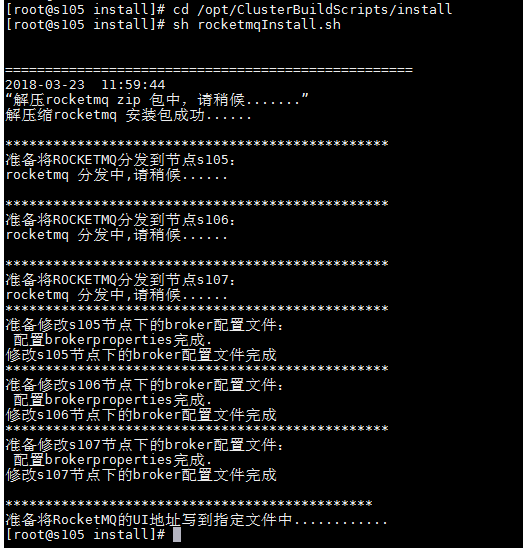 [root@s105 install]# cd /opt/ClusterBuildScripts/install
[root@s105 install]# sh rocketmqInstall.sh
===================================================
2018-03-23  11:59:44
“解压rocketmq zip 包中，请稍候.......”
解压缩rocketmq 安装包成功......
************************************************
准备将ROCKETMQ分发到节点s105：
rocketmq 分发中,请稍候......
************************************************
准备将ROCKETMQ分发到节点s106：
rocketmq 分发中,请稍候......
************************************************
准备将ROCKETMQ分发到节点s107：
rocketmq 分发中,请稍候......
************************************************
准备修改s105节点下的broker配置文件：
 配置brokerproperties完成.
修改s105节点下的broker配置文件完成
************************************************
准备修改s106节点下的broker配置文件：
 配置brokerproperties完成.
修改s106节点下的broker配置文件完成
************************************************
准备修改s107节点下的broker配置文件：
 配置brokerproperties完成.
修改s107节点下的broker配置文件完成
**********************************************
准备将RocketMQ的UI地址写到指定文件中............
[root@s105 install]#